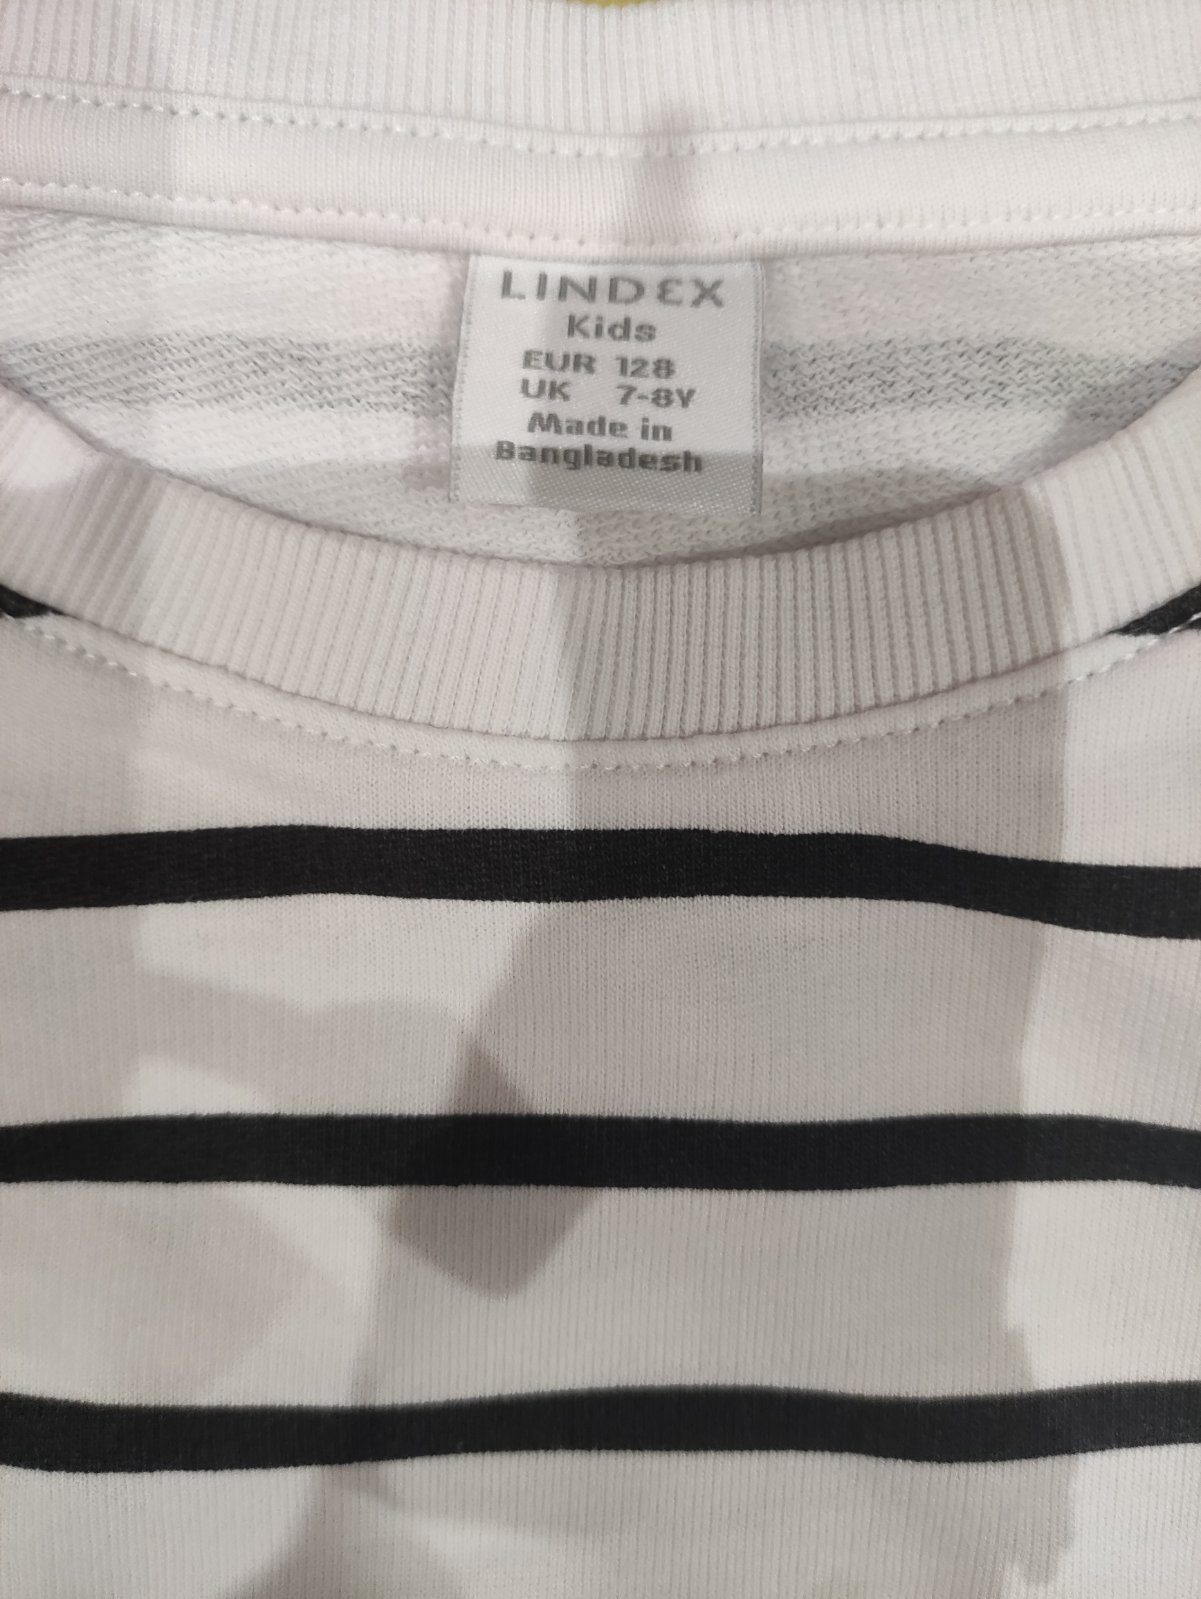 LINDEX
Kids
EUR 128
UK 7-8Y
Made in
Bangladesh